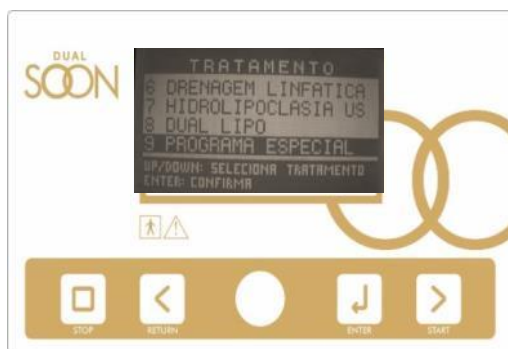 DUAL
SOON
TRATAMENTO
6 DRENAGEM LINFATICA
7 HIDROLIPOCLASIA US
8 DUAL LIPO
9 PROGRAMA ESPECIAL
UP/DOWN: SELECIONA TRATAMENTO
ENTER: CONFIRMA
STOP
RETURN
ENTER
START